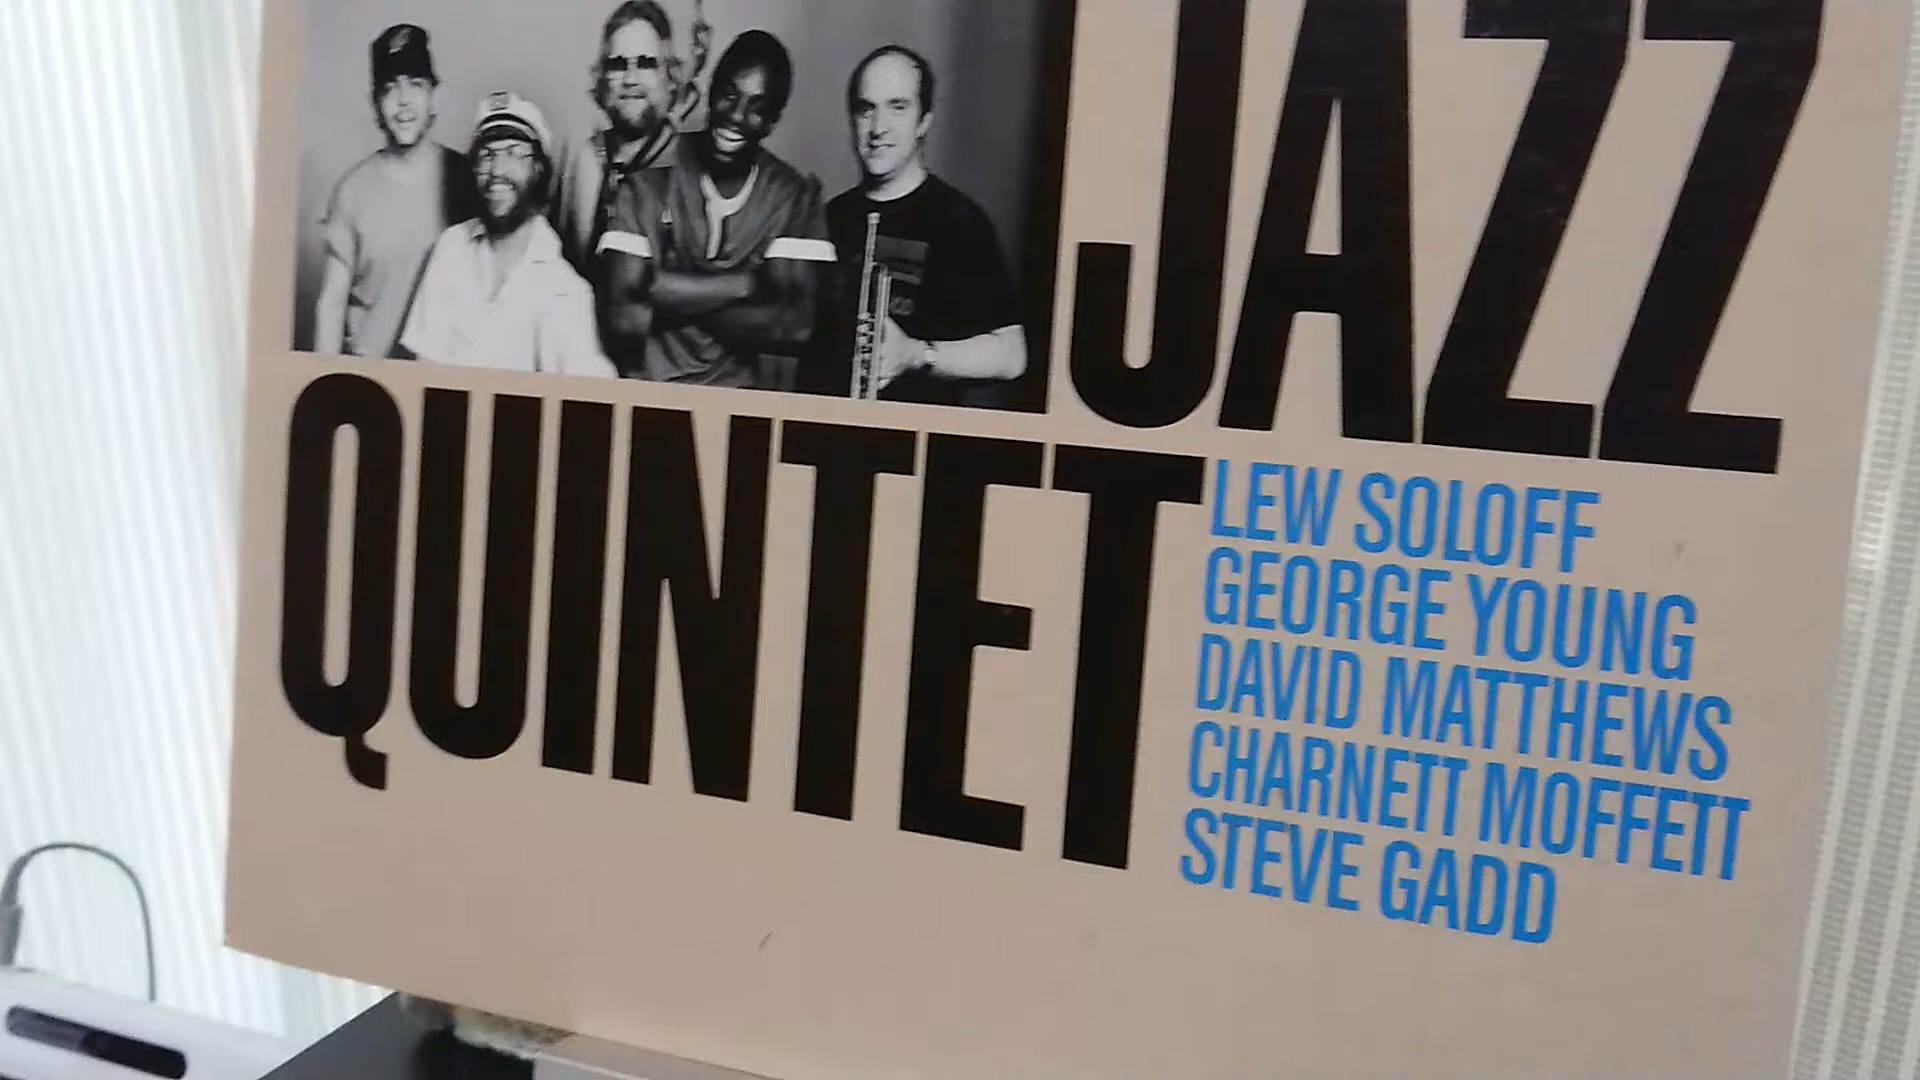 JAZZ
QUINTET
LEW SOLOFF
GEORGE YOUNG
DAVID MATTHEWS
CHARNETT MOFFETT
STEVE GADD